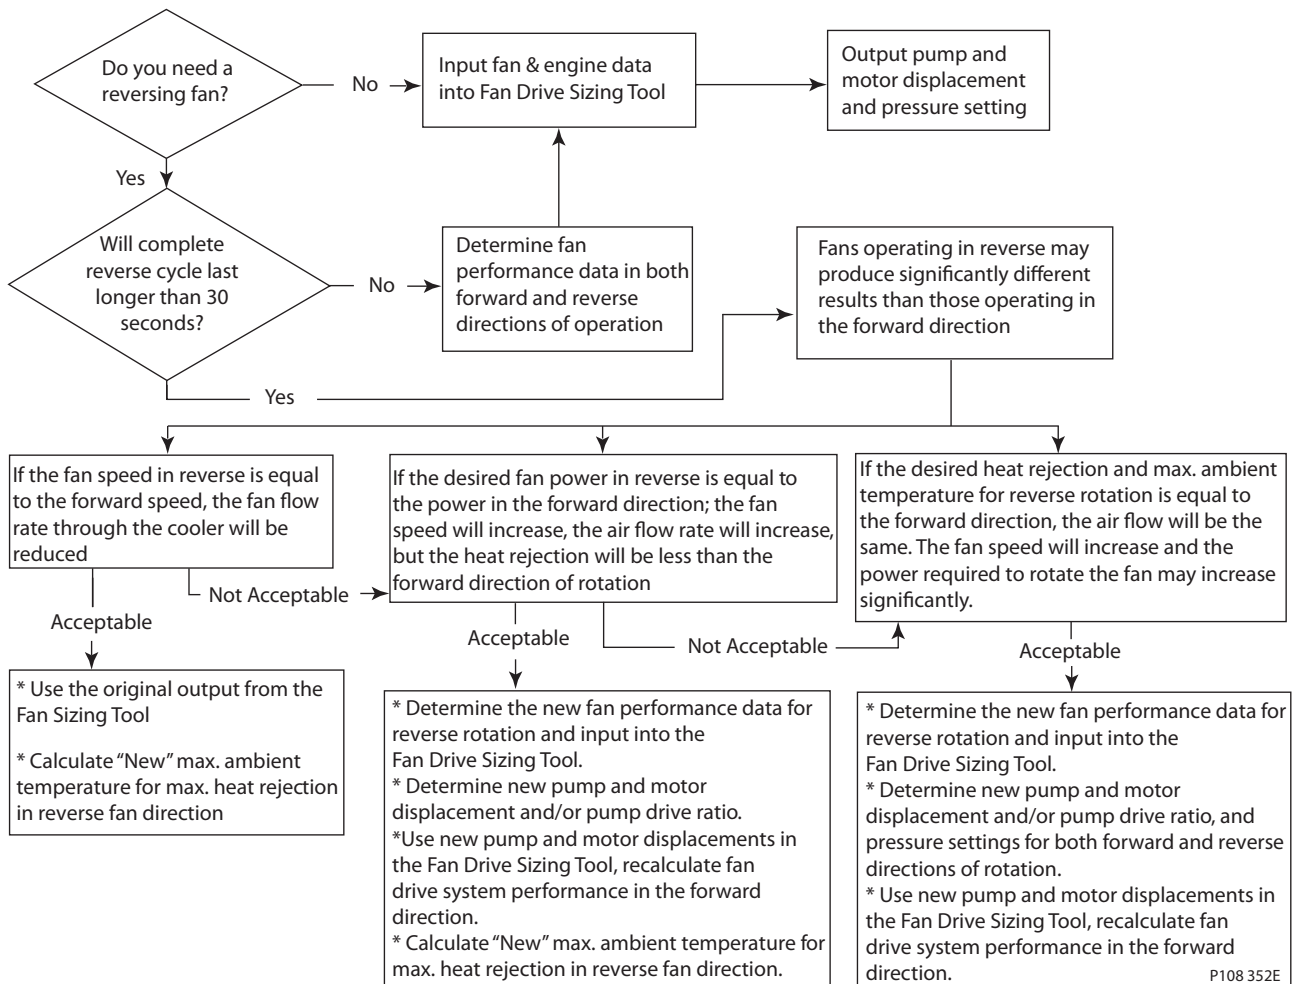 Do you need a
reversing fan?
No
Input fan & engine data
into Fan Drive Sizing Tool
Output pump and
motor displacement
and pressure setting
Yes
Will complete
reverse cycle last
longer than 30
seconds?
No
Determine fan
performance data in both
forward and reverse
directions of operation
Fans operating in reverse may
produce significantly different
results than those operating in
the forward direction
Yes
If the fan speed in reverse is equal
to the forward speed, the fan flow
rate through the cooler will be
reduced
If the desired fan power in reverse is equal to
the power in the forward direction; the fan
speed will increase, the air flow rate will increase,
but the heat rejection will be less than the
forward direction of rotation
If the desired heat rejection and max. ambient
temperature for reverse rotation is equal to
the forward direction, the air flow will be the
same. The fan speed will increase and the
power required to rotate the fan may increase
significantly.
Not Acceptable
Acceptable
Acceptable
Not Acceptable
Acceptable
* Use the original output from the
Fan Sizing Tool
* Calculate “New” max. ambient
temperature for max. heat rejection
in reverse fan direction
* Determine the new fan performance data for
reverse rotation and input into the
Fan Drive Sizing Tool.
* Determine new pump and motor
displacement and/or pump drive ratio.
*Use new pump and motor displacements in
the Fan Drive Sizing Tool, recalculate fan
drive system performance in the forward
direction.
* Calculate “New” max. ambient temperature for
max. heat rejection in reverse fan direction.
* Determine the new fan performance data for
reverse rotation and input into the
Fan Drive Sizing Tool.
* Determine new pump and motor
displacement and/or pump drive ratio, and
pressure settings for both forward and reverse
directions of rotation.
* Use new pump and motor displacements in
the Fan Drive Sizing Tool, recalculate fan
drive system performance in the forward
direction.
P108 352E